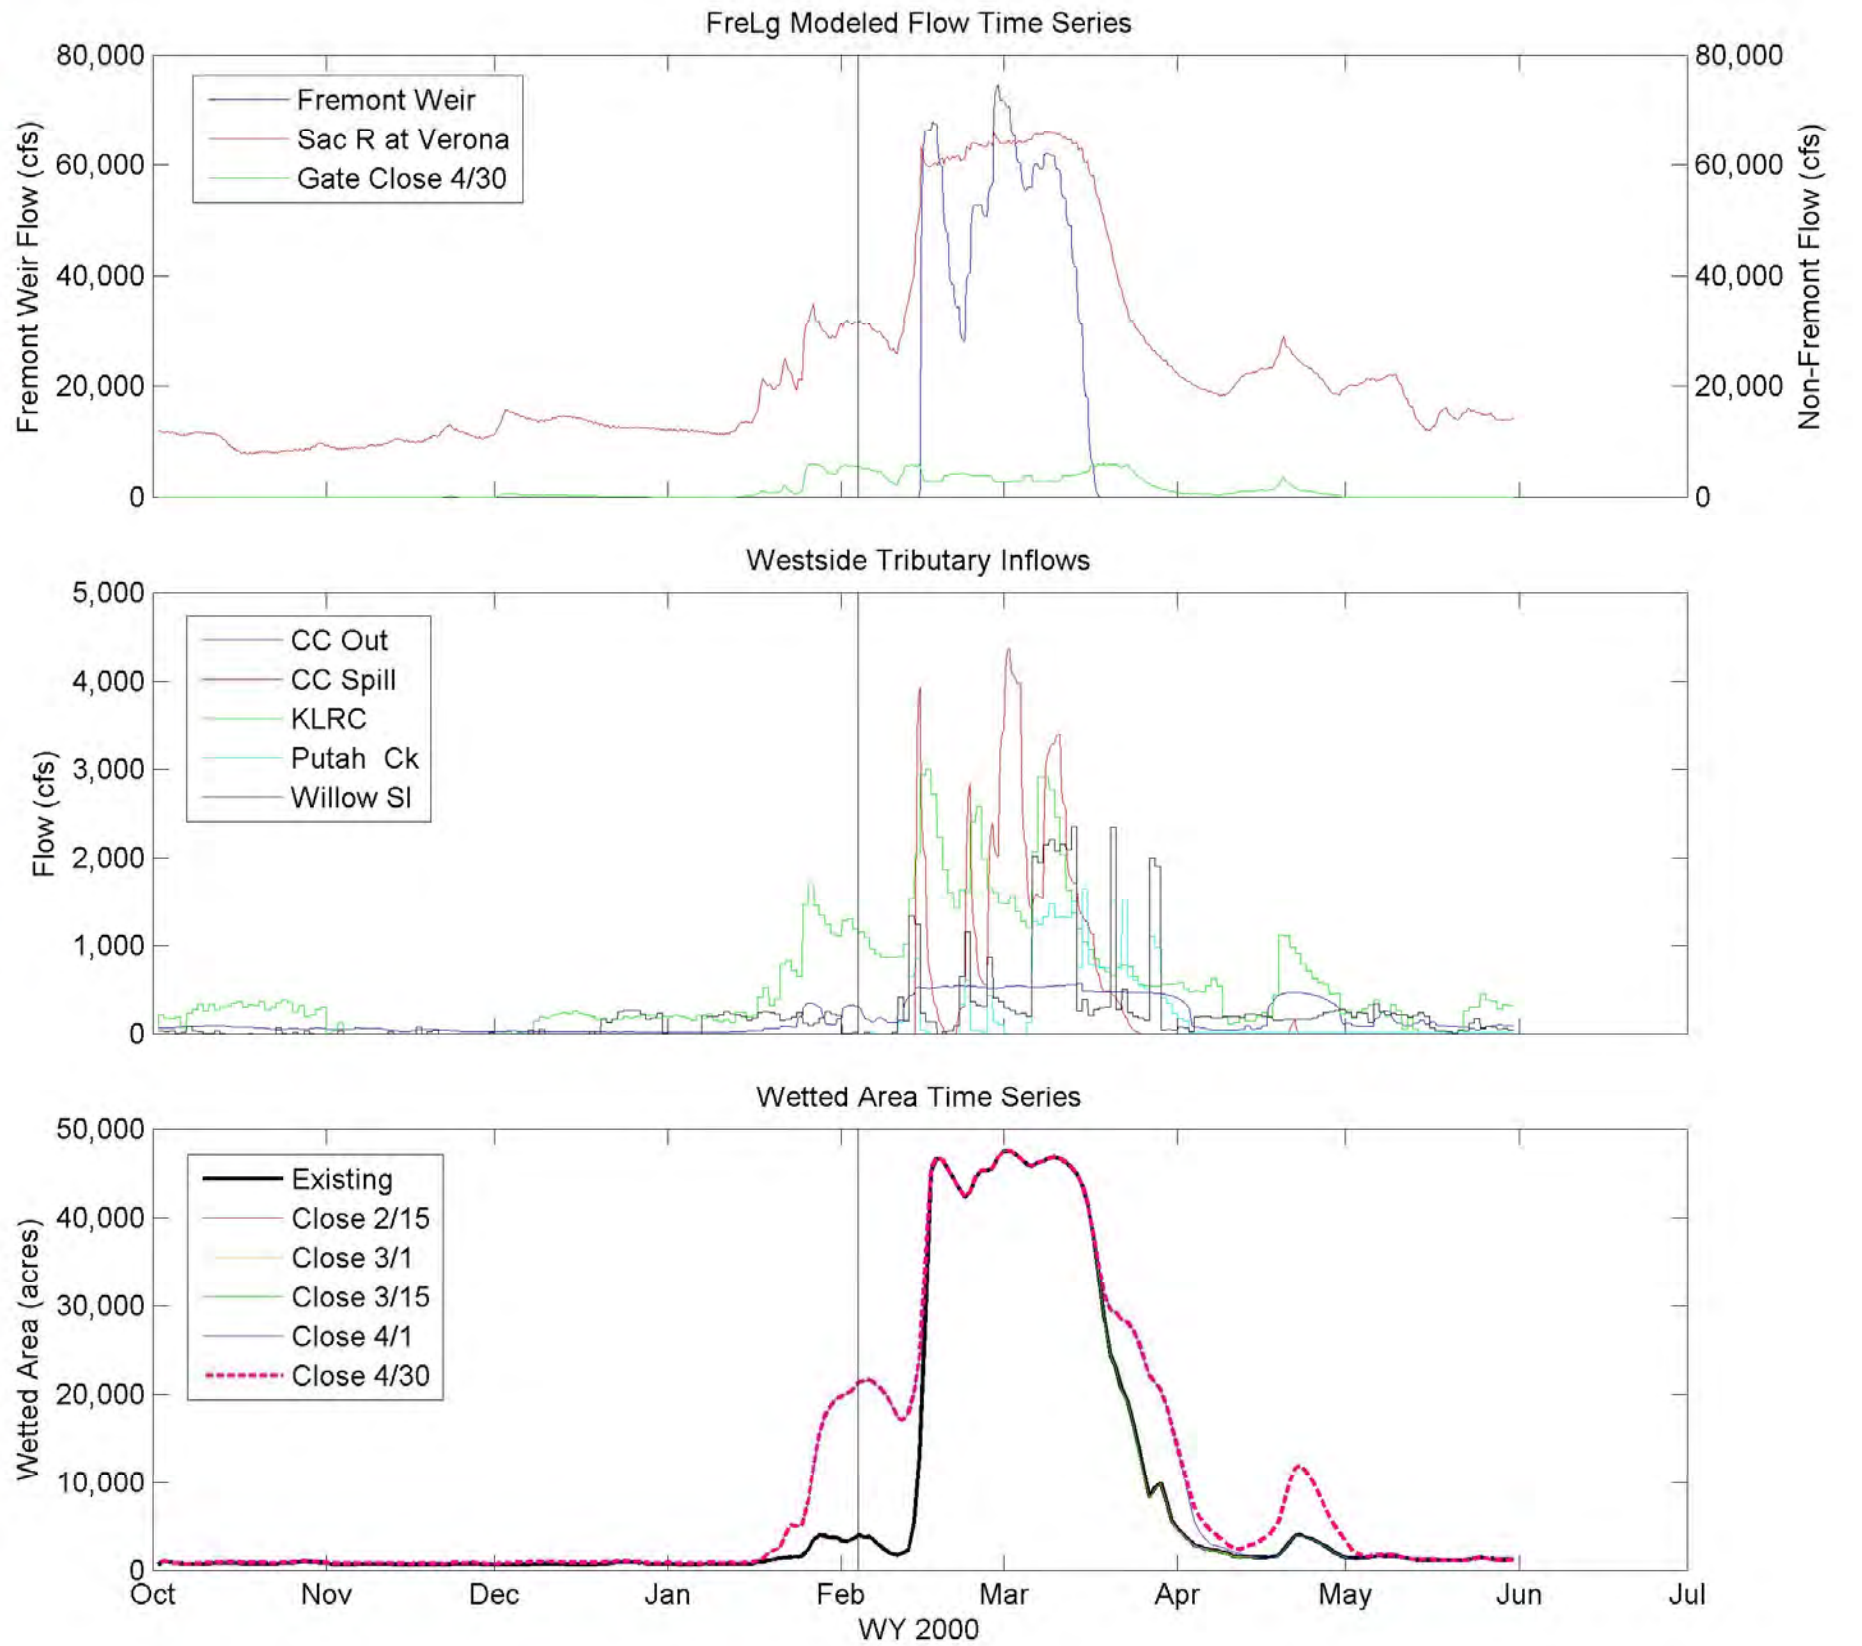 FreLg Modeled Flow Time Series
80,000
60,000
40,000
20,000
0
Fremont Weir Flow (cfs)
Fremont Weir
Sac R at Verona
Gate Close 4/30
80,000
60,000
40,000
20,000
0
Non-Fremont Flow (cfs)
Westside Tributary Inflows
5,000
4,000
3,000
2,000
1,000
0
Flow (cfs)
CC Out
CC Spill
KLRC
Putah Ck
Willow Sl
Wetted Area Time Series
50,000
40,000
30,000
20,000
10,000
0
Wetted Area (acres)
Existing
Close 2/15
Close 3/1
Close 3/15
Close 4/1
Close 4/30
Oct Nov Dec Jan Feb Mar Apr May Jun Jul
WY 2000